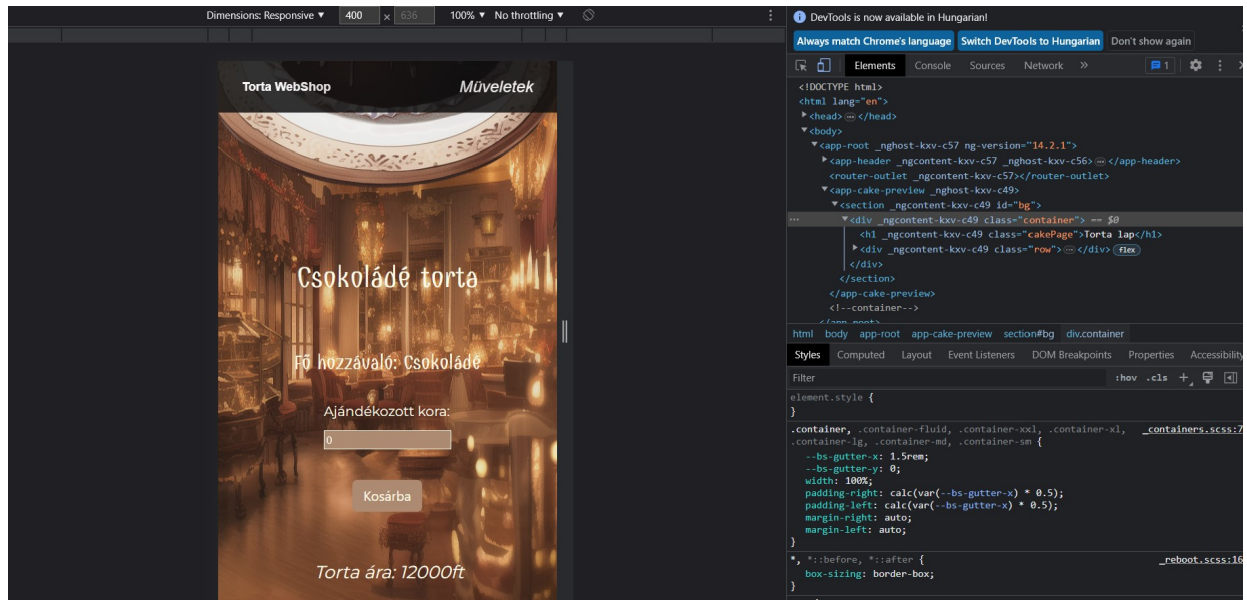 Dimensions: Responsive ▼ 400 × 636 100% ▼ No throttling ▼
DevTools is now available in Hungarian!
Always match Chrome's language Switch DevTools to Hungarian Don't show again
Elements Console Sources Network » 1
Torta WebShop Műveletek
Csokoládé torta
Fő hozzávaló: Csokoládé
Ajándékozott kora:
0
Kosárba
Torta ára: 12000ft
<!DOCTYPE html>
<html lang="en">
▶<head>…</head>
▼<body>
▼<app-root _nghost-kxv-c57 ng-version="14.2.1">
▶<app-header _ngcontent-kxv-c57 _nghost-kxv-c56>…</app-header>
<router-outlet _ngcontent-kxv-c57></router-outlet>
▼<app-cake-preview _nghost-kxv-c49>
▼<section _ngcontent-kxv-c49 id="bg">
… ▼<div _ngcontent-kxv-c49 class="container"> == $0
<h1 _ngcontent-kxv-c49 class="cakePage">Torta lap</h1>
▶<div _ngcontent-kxv-c49 class="row">…</div> flex
</div>
</section>
</app-cake-preview>
<!--container-->
</app-root>
html body app-root app-cake-preview section#bg div.container
Styles Computed Layout Event Listeners DOM Breakpoints Properties Accessibility
Filter :hov .cls +
element.style {
}
.container, .container-fluid, .container-xxl, .container-xl, _containers.scss:7
.container-lg, .container-md, .container-sm {
--bs-gutter-x: 1.5rem;
--bs-gutter-y: 0;
width: 100%;
padding-right: calc(var(--bs-gutter-x) * 0.5);
padding-left: calc(var(--bs-gutter-x) * 0.5);
margin-right: auto;
margin-left: auto;
}
*, *::before, *::after { _reboot.scss:16
box-sizing: border-box;
}